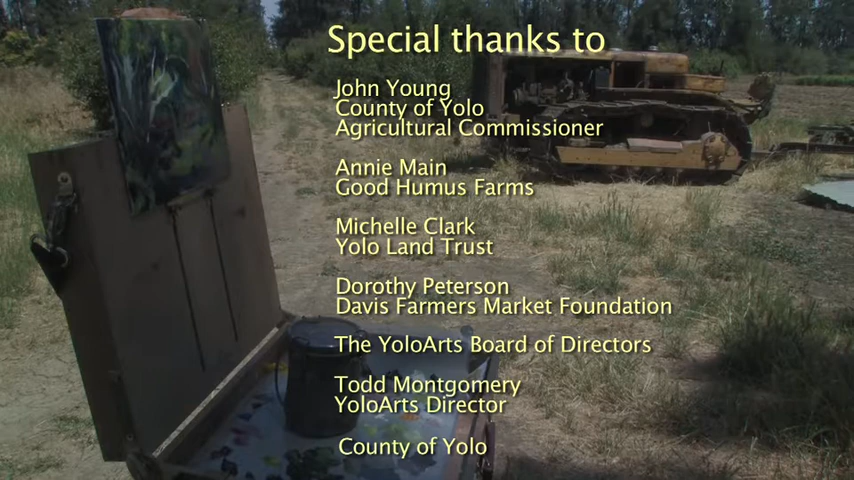 Special thanks to
John Young
County of Yolo
Agricultural Commissioner
Annie Main
Good Humus Farms
Michelle Clark
Yolo Land Trust
Dorothy Peterson
Davis Farmers Market Foundation
The YoloArts Board of Directors
Todd Montgomery
YoloArts Director
County of Yolo